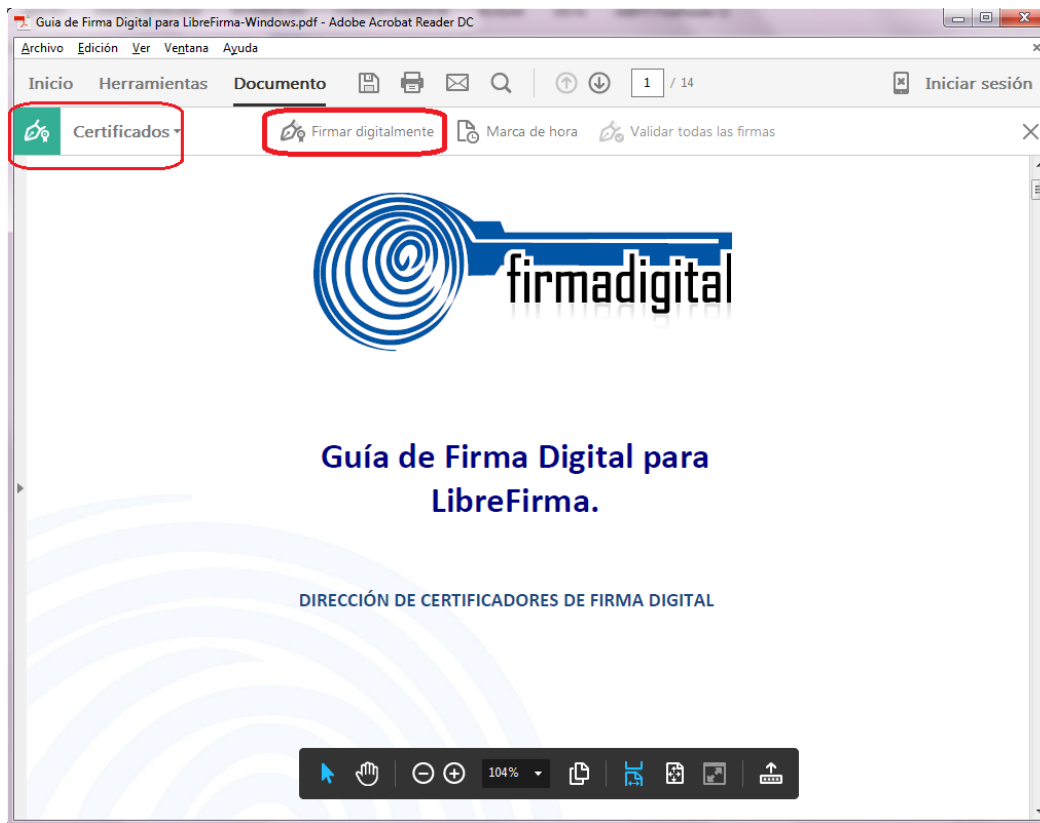 Guia de Firma Digital para LibreFirma-Windows.pdf - Adobe Acrobat Reader DC
Archivo Edición Ver Ventana Ayuda
Inicio Herramientas Documento 1 / 14 Iniciar sesión
Certificados Firmar digitalmente Marca de hora Validar todas las firmas
firmadigital
Guía de Firma Digital para
LibreFirma.
DIRECCIÓN DE CERTIFICADORES DE FIRMA DIGITAL
104%